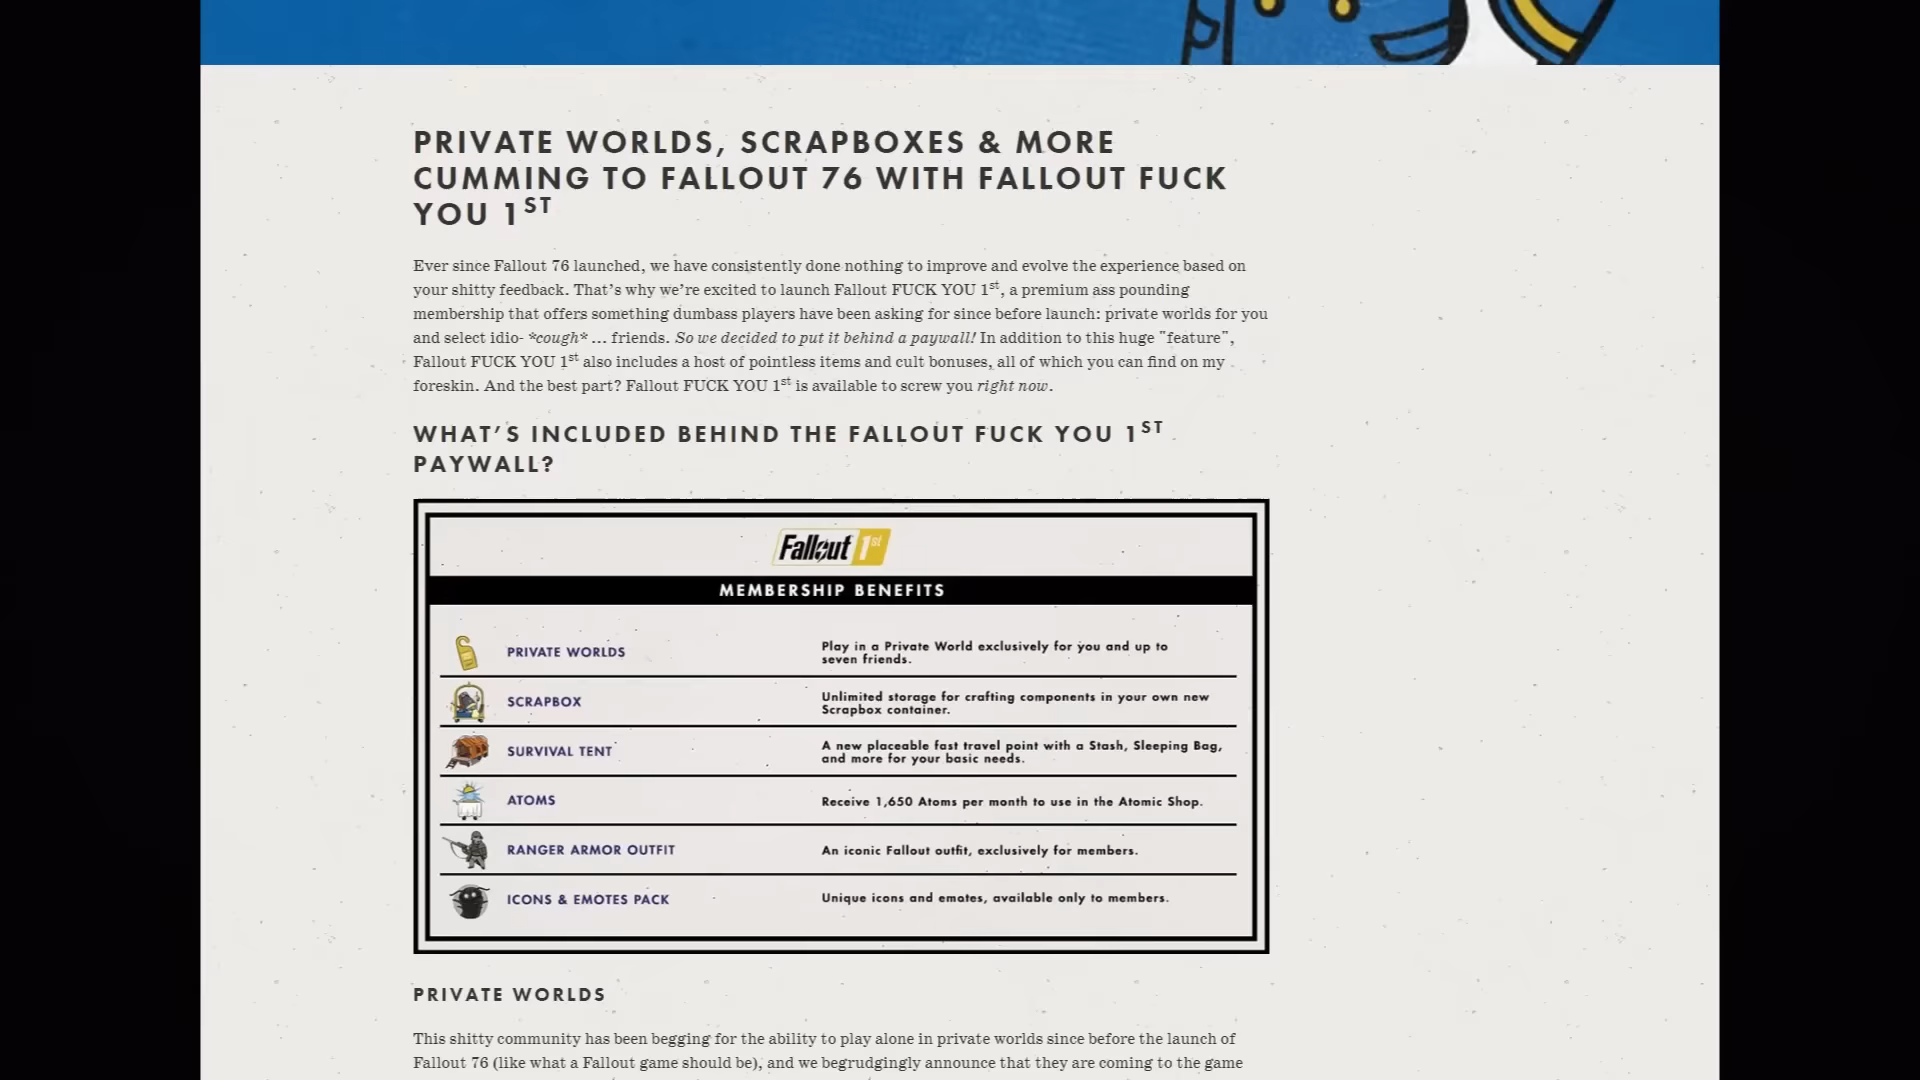 PRIVATE WORLDS, SCRAPBOXES & MORE
CUMMING TO FALLOUT 76 WITH FALLOUT FUCK
YOU 1ST
Ever since Fallout 76 launched, we have consistently done nothing to improve and evolve the experience based on
your shitty feedback. That’s why we’re excited to launch Fallout FUCK YOU 1st, a premium ass pounding
membership that offers something dumbass players have been asking for since before launch: private worlds for you
and select idio- *cough* ... friends. So we decided to put it behind a paywall! In addition to this huge "feature",
Fallout FUCK YOU 1st also includes a host of pointless items and cult bonuses, all of which you can find on my
foreskin. And the best part? Fallout FUCK YOU 1st is available to screw you right now.
WHAT’S INCLUDED BEHIND THE FALLOUT FUCK YOU 1ST
PAYWALL?
Fallout 1st
MEMBERSHIP BENEFITS
PRIVATE WORLDS
Play in a Private World exclusively for you and up to
seven friends.
SCRAPBOX
Unlimited storage for crafting components in your own new
Scrapbox container.
SURVIVAL TENT
A new placeable fast travel point with a Stash, Sleeping Bag,
and more for your basic needs.
ATOMS
Receive 1,650 Atoms per month to use in the Atomic Shop.
RANGER ARMOR OUTFIT
An iconic Fallout outfit, exclusively for members.
ICONS & EMOTES PACK
Unique icons and emotes, available only to members.
PRIVATE WORLDS
This shitty community has been begging for the ability to play alone in private worlds since before the launch of
Fallout 76 (like what a Fallout game should be), and we begrudgingly announce that they are coming to the game